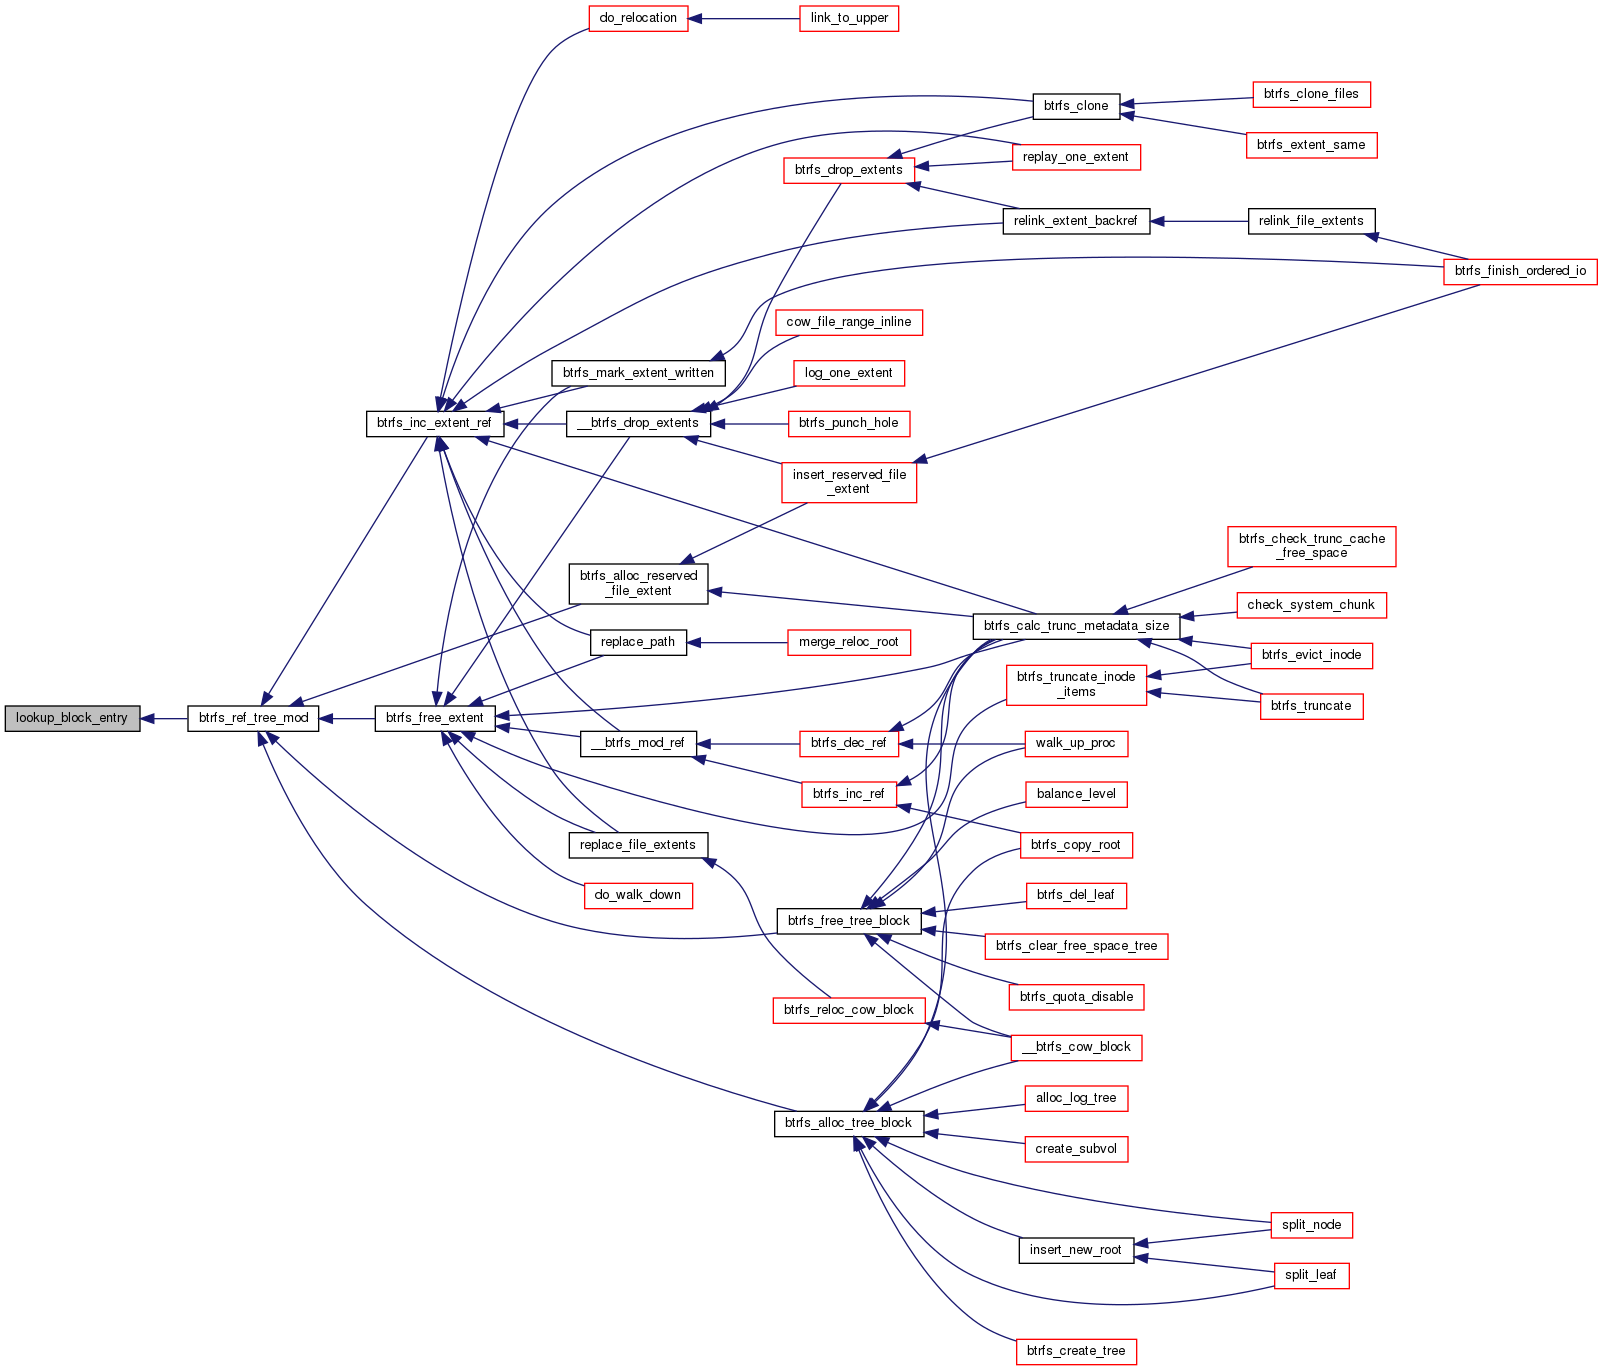 do_relocation
link_to_upper
btrfs_clone
btrfs_clone_files
btrfs_extent_same
replay_one_extent
btrfs_drop_extents
relink_extent_backref
relink_file_extents
btrfs_finish_ordered_io
cow_file_range_inline
btrfs_mark_extent_written
log_one_extent
btrfs_inc_extent_ref
__btrfs_drop_extents
btrfs_punch_hole
insert_reserved_file
_extent
btrfs_check_trunc_cache
_free_space
btrfs_alloc_reserved
_file_extent
check_system_chunk
btrfs_calc_trunc_metadata_size
replace_path
merge_reloc_root
btrfs_evict_inode
btrfs_truncate_inode
_items
btrfs_truncate
lookup_block_entry
btrfs_ref_tree_mod
btrfs_free_extent
__btrfs_mod_ref
btrfs_dec_ref
walk_up_proc
btrfs_inc_ref
balance_level
replace_file_extents
btrfs_copy_root
do_walk_down
btrfs_del_leaf
btrfs_free_tree_block
btrfs_clear_free_space_tree
btrfs_quota_disable
btrfs_reloc_cow_block
__btrfs_cow_block
alloc_log_tree
btrfs_alloc_tree_block
create_subvol
split_node
insert_new_root
split_leaf
btrfs_create_tree